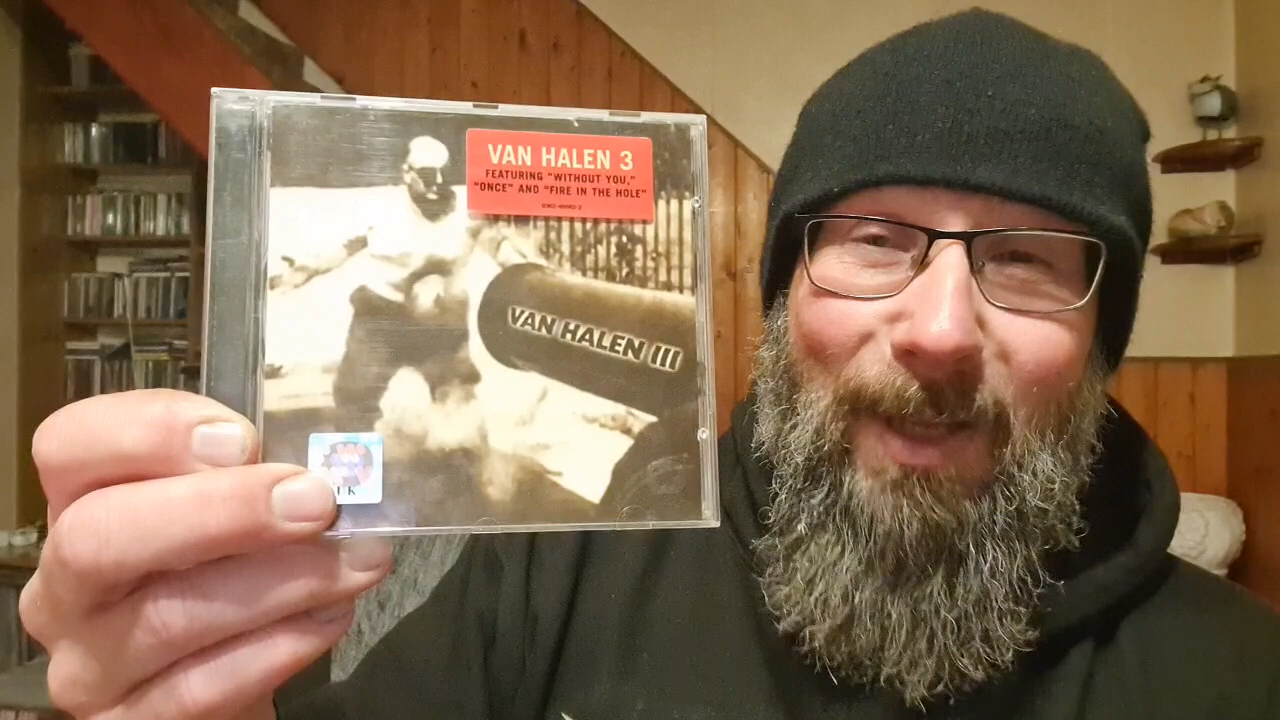 VAN HALEN 3
FEATURING "WITHOUT YOU,"
"ONCE" AND "FIRE IN THE HOLE"
VAN HALEN III